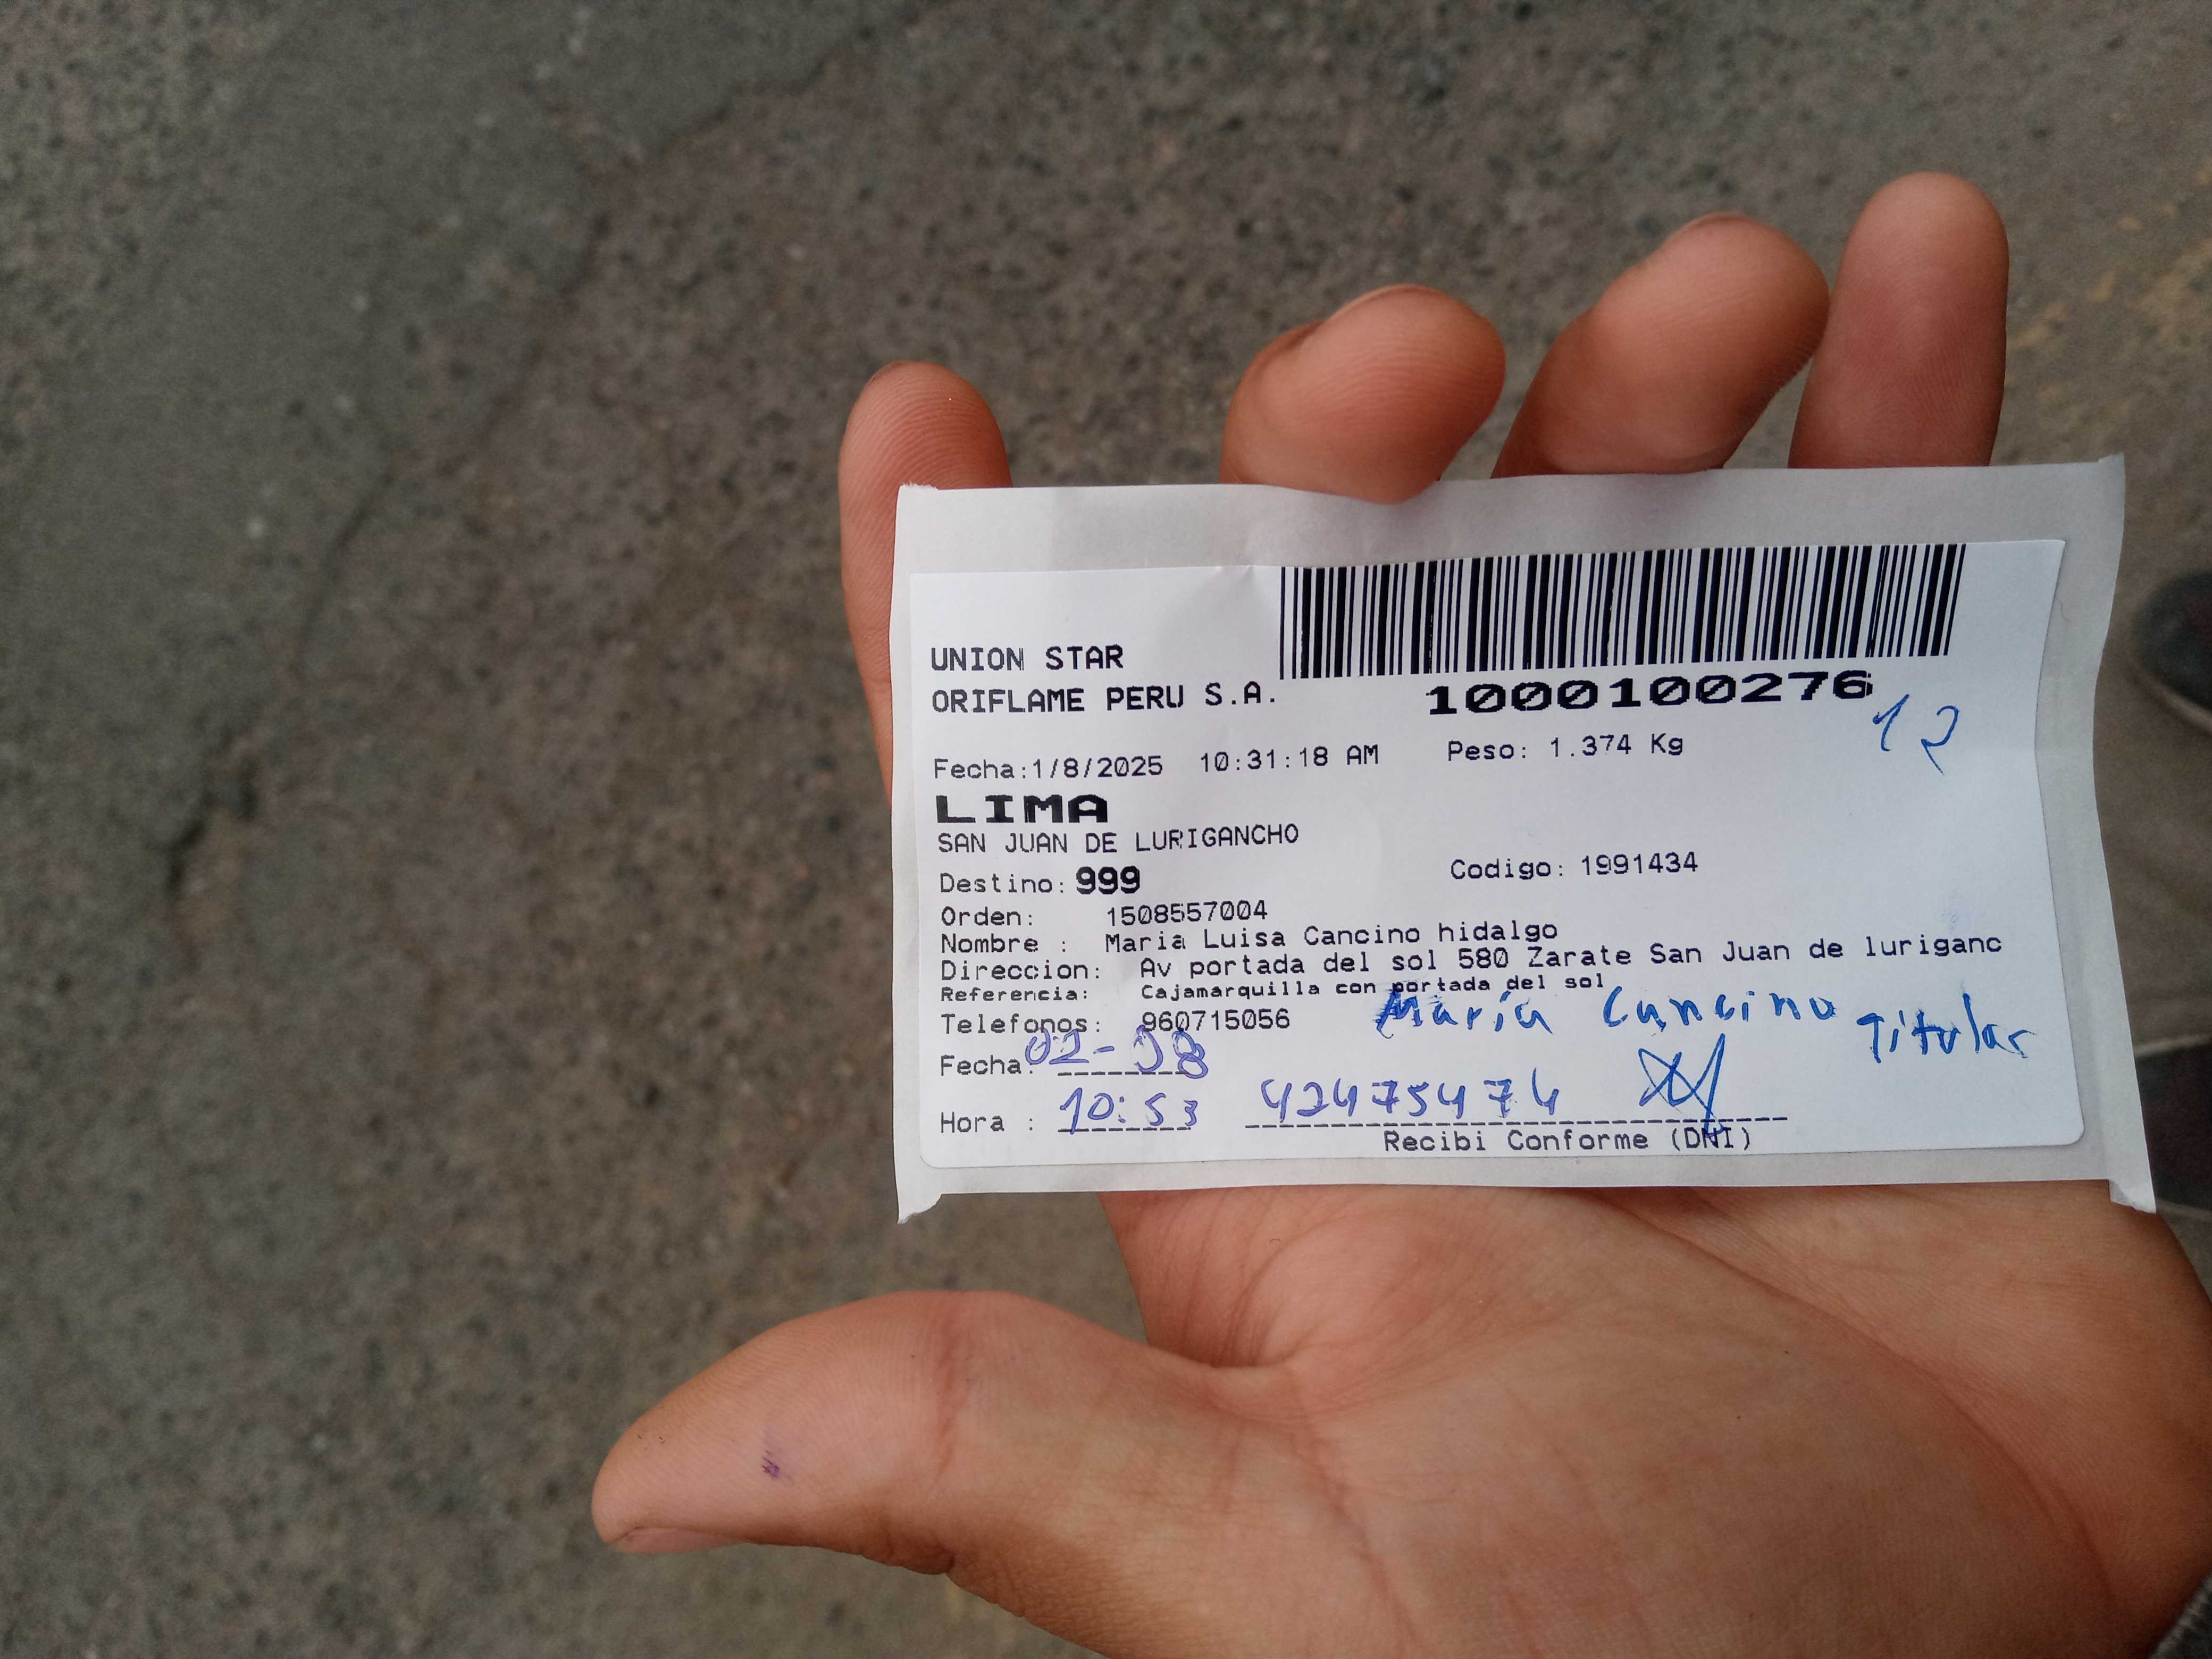 UNION STAR
ORIFLAME PERU S.A.
1000100276
12
Fecha:1/8/2025 10:31:18 AM Peso: 1.374 Kg
LIMA
SAN JUAN DE LURIGANCHO
Destino: 999 Codigo: 1991434
Orden: 1508557004
Nombre : Maria Luisa Cancino hidalgo
Direccion: Av portada del sol 580 Zarate San Juan de luriganc
Referencia: Cajamarquilla con portada del sol
Telefonos: 960715056 María Cancino Titular
Fecha: 02-08
Hora : 10:53 42475474
Recibi Conforme (DNI)